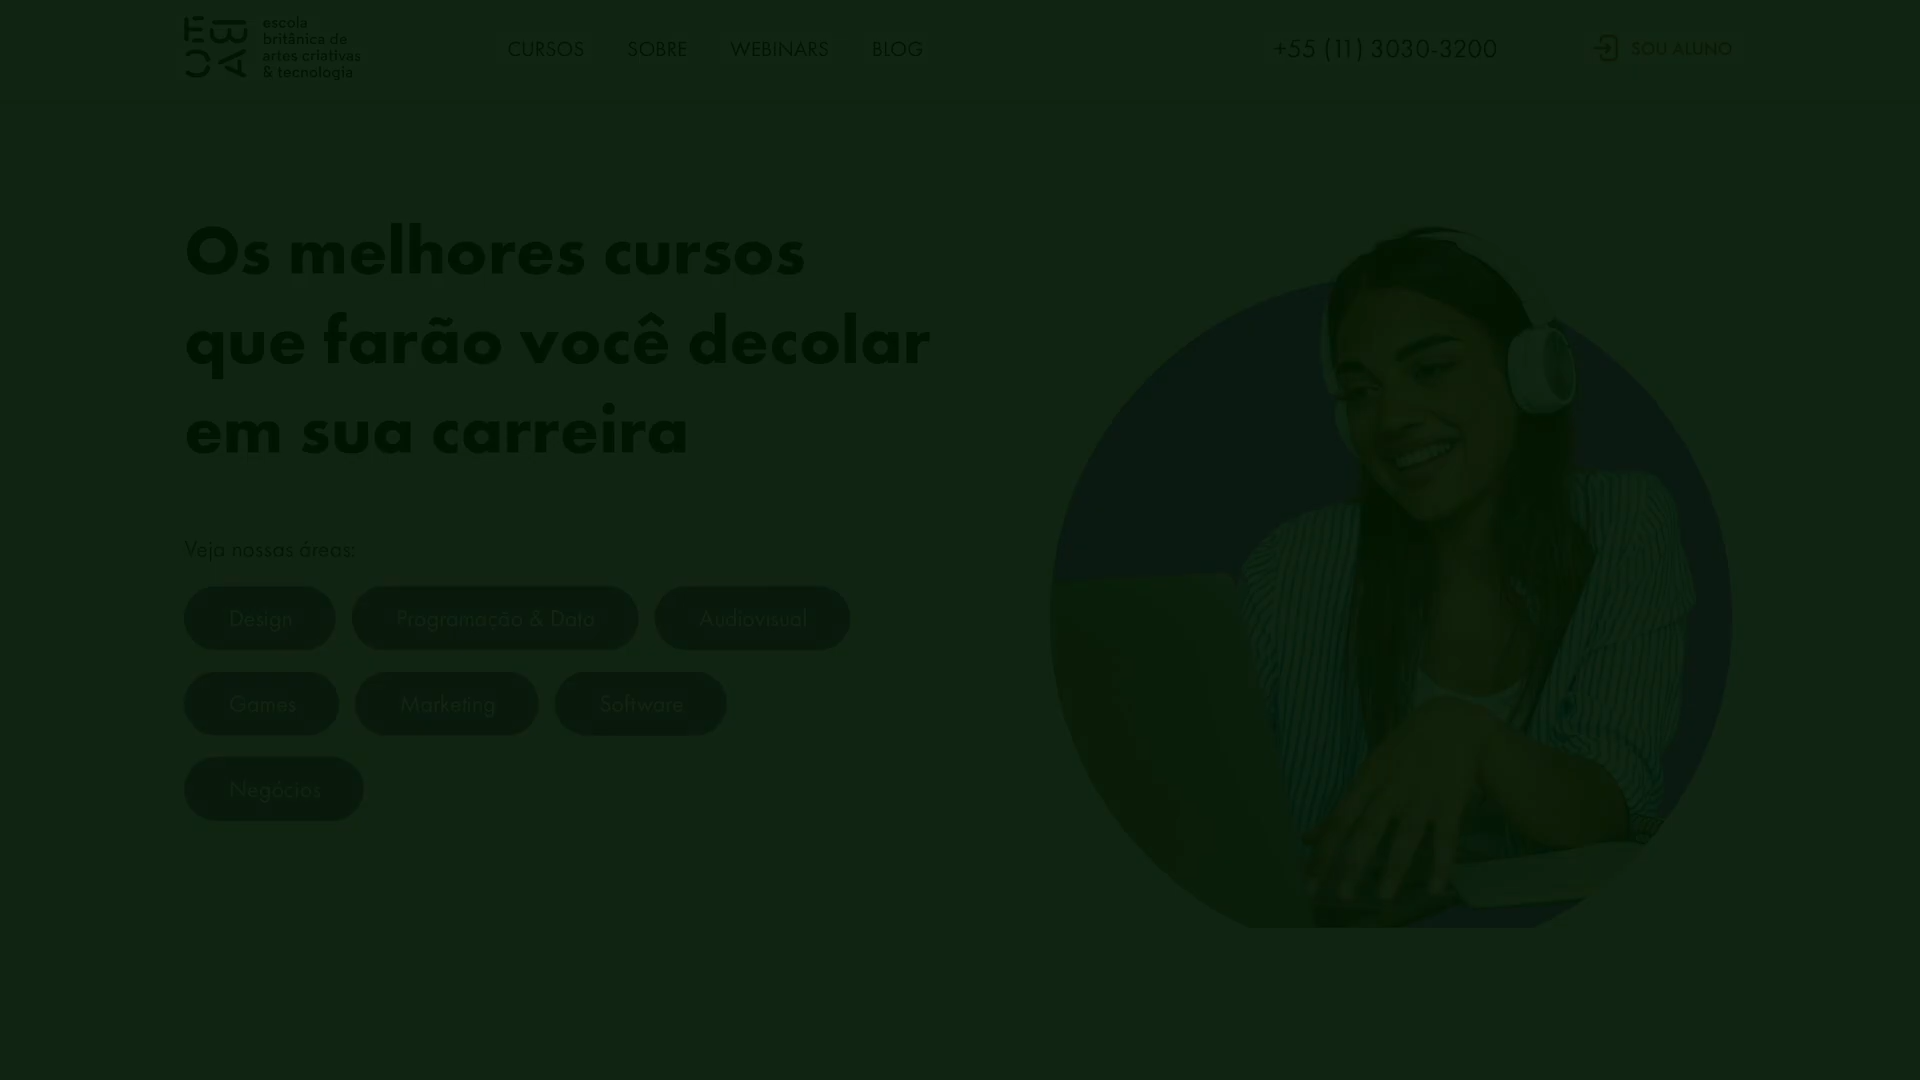 EBAC
escola
britânica de
artes criativas
& tecnologia
CURSOS SOBRE WEBINARS BLOG
+55 (11) 3030-3200
SOU ALUNO
Os melhores cursos
que farão você decolar
em sua carreira
Veja nossas áreas:
Design Programação & Data Audiovisual
Games Marketing Software
Negócios